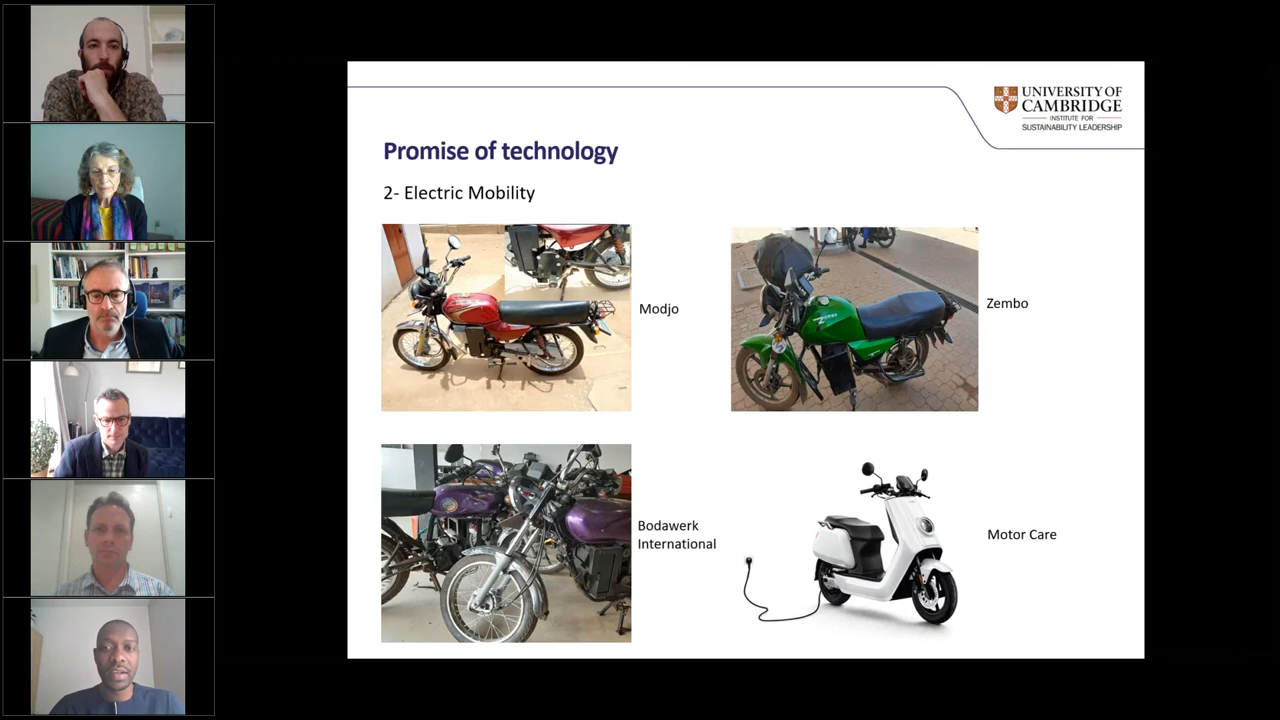 UNIVERSITY OF
CAMBRIDGE
INSTITUTE FOR
SUSTAINABILITY LEADERSHIP
Promise of technology
2- Electric Mobility
Modjo
Zembo
Bodawerk
International
Motor Care